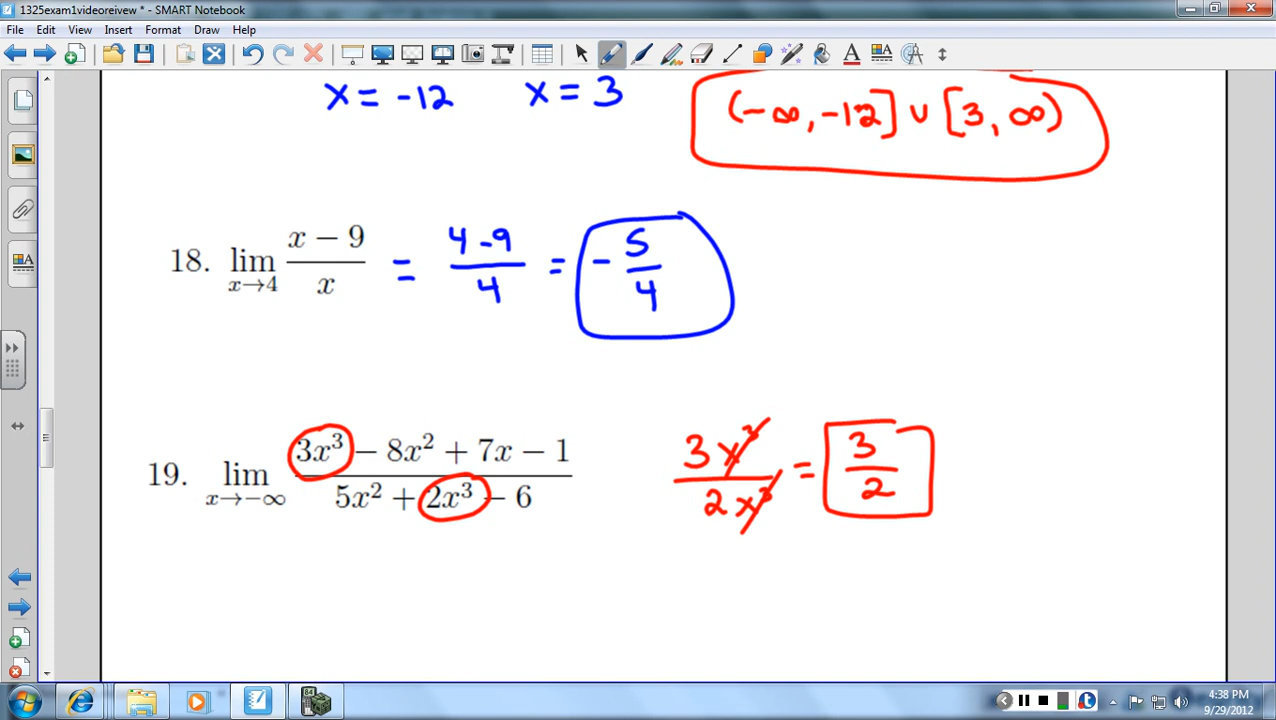 1325exam1videoreivew * - SMART Notebook
File Edit View Insert Format Draw Help
x = -12 x = 3 (-∞, -12] ∪ [3, ∞)
18. lim x→4 (x − 9)/x = (4-9)/4 = -5/4
19. lim x→−∞ (3x³ − 8x² + 7x − 1)/(5x² + 2x³ − 6) 3x³/2x³ = 3/2
4:38 PM
9/29/2012